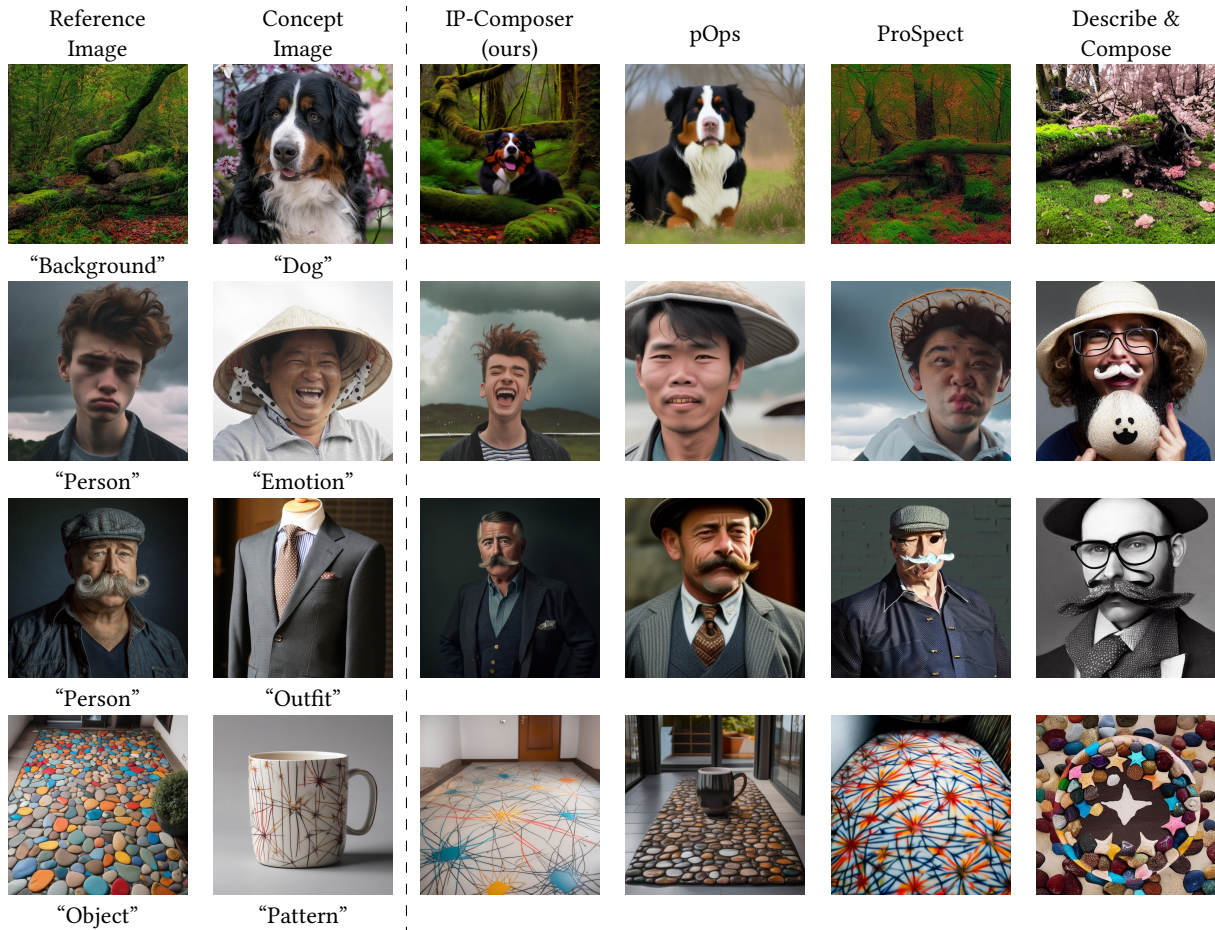 Reference
Image
Concept
Image
IP-Composer
(ours)
pOps
ProSpect
Describe &
Compose
“Background”
“Dog”
“Person”
“Emotion”
“Person”
“Outfit”
“Object”
“Pattern”